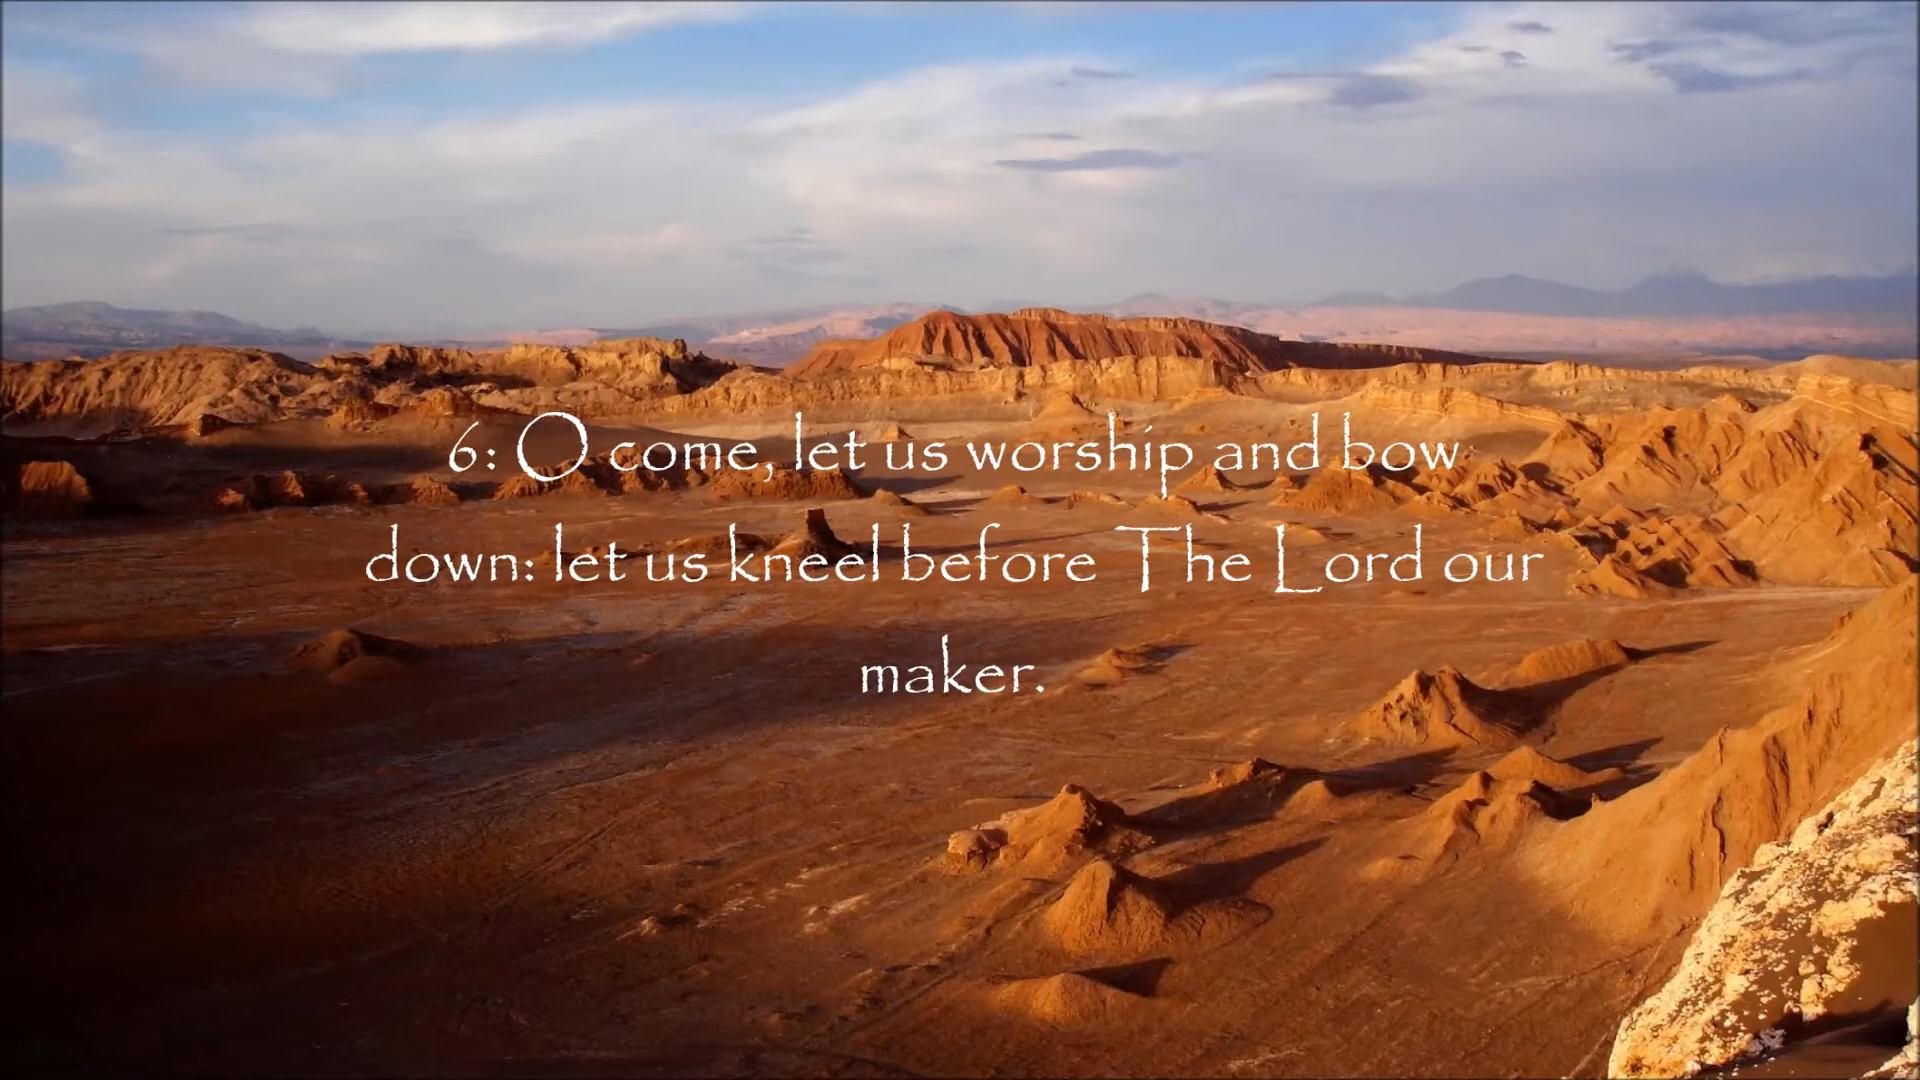 6: O come, let us worship and bow
down: let us kneel before The Lord our
maker.